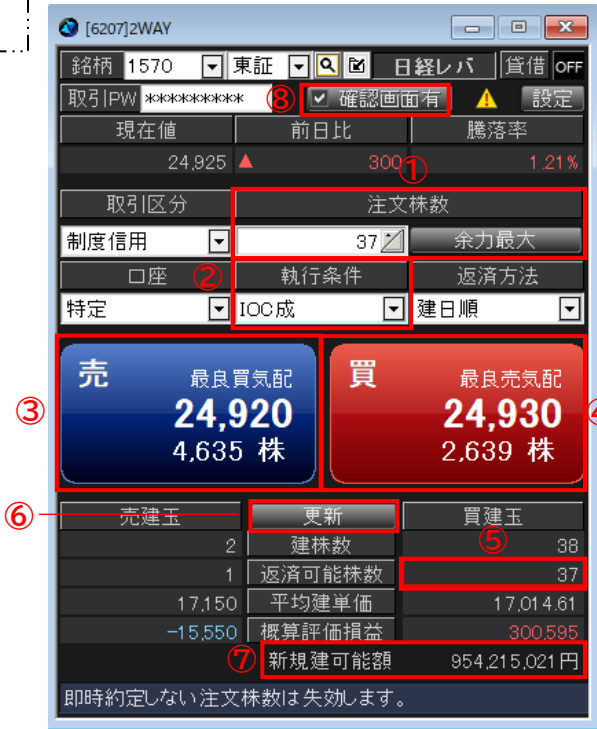 [6207]2WAY
銘柄 1570 東証 日経レバ 貸借 OFF
取引PW ********** ⑧ 確認画面有 設定
現在値 前日比 騰落率
24,925 ▲ 300 1.21%
①
取引区分 注文株数
制度信用 37 余力最大
口座 ② 執行条件 返済方法
特定 IOC成 建日順
売 最良買気配 買 最良売気配
③ 24,920 24,930 ④
4,635 株 2,639 株
⑥ 売建玉 更新 買建玉
2 建株数 ⑤ 38
1 返済可能株数 37
17,150 平均建単価 17,014.61
-15,550 概算評価損益 300,595
⑦ 新規建可能額 954,215,021円
即時約定しない注文株数は失効します。